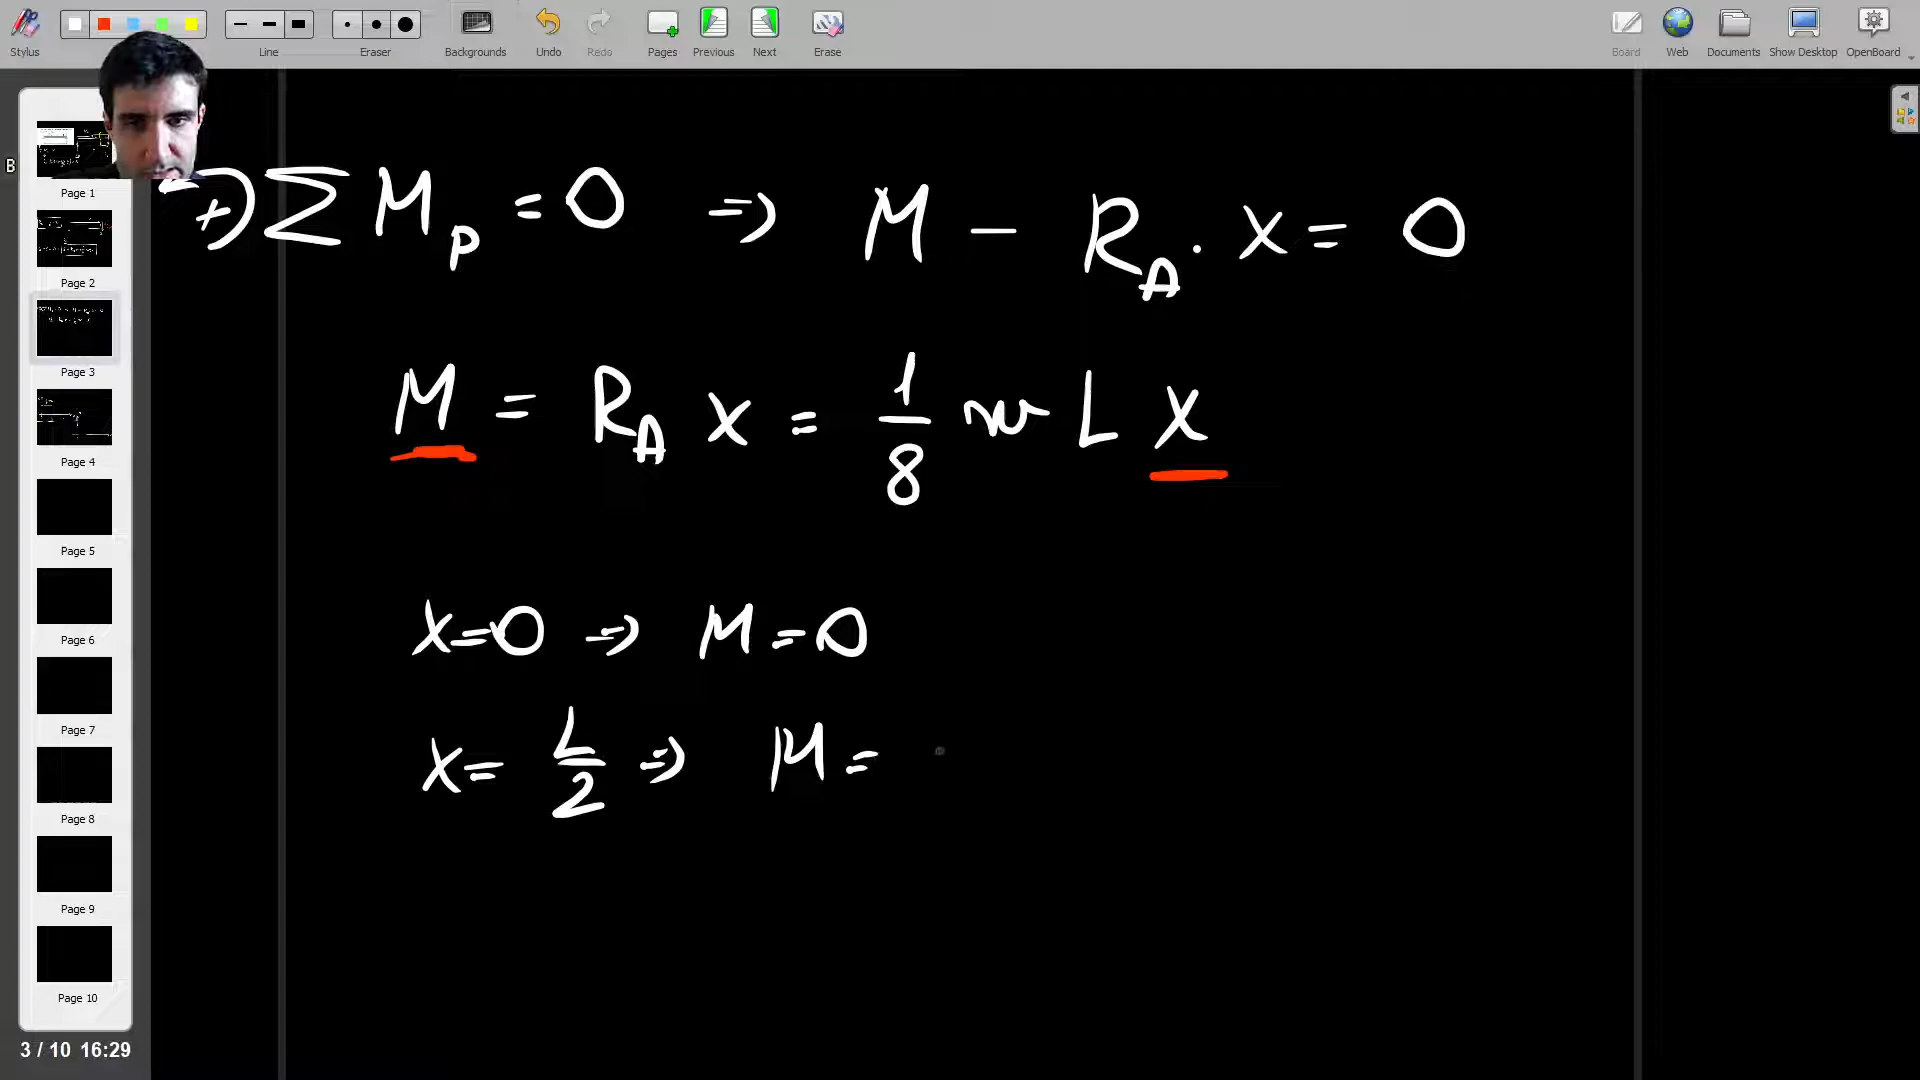 Stylus
Line
Eraser
Backgrounds
Undo
Redo
Pages
Previous
Next
Erase
Board
Web
Documents
Show Desktop
OpenBoard
B
Page 1
Page 2
Page 3
Page 4
Page 5
Page 6
Page 7
Page 8
Page 9
Page 10
3 / 10 16:29
+) ∑ M_P = 0 ⇒ M − R_A · x = 0
M = R_A x = 1/8 w L x
x=0 ⇒ M=0
x= L/2 ⇒ M=